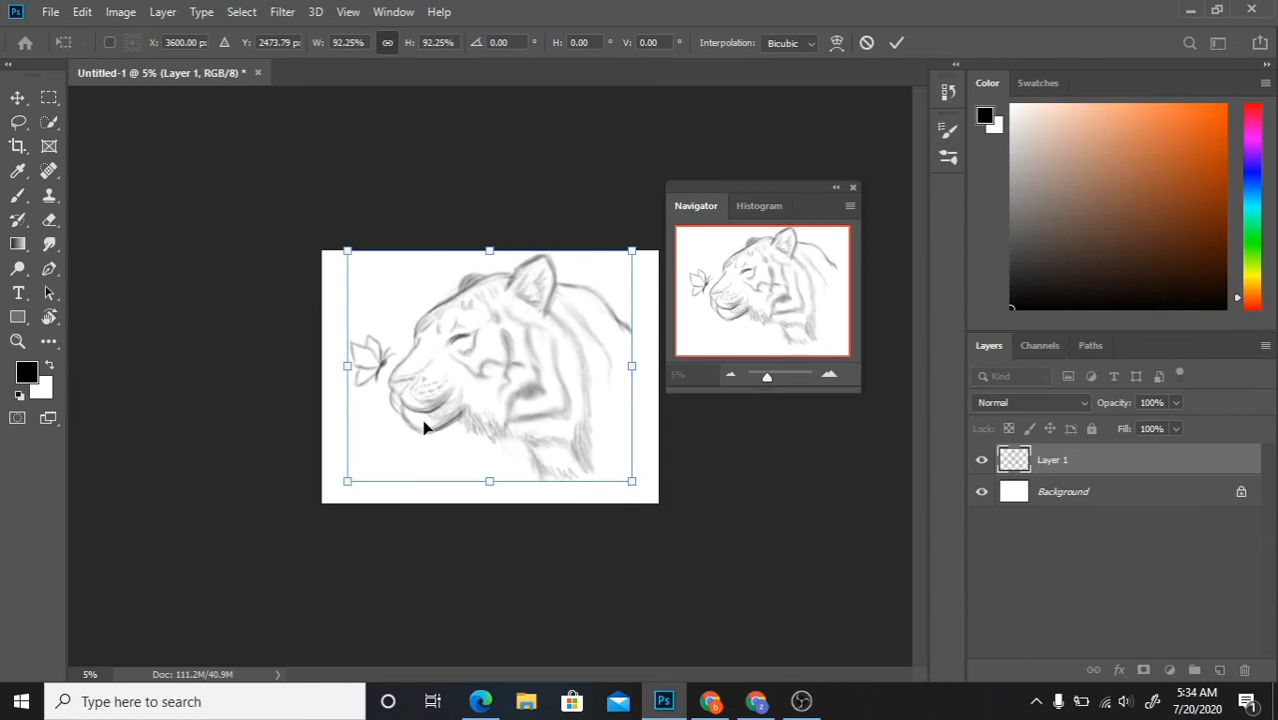 Ps File Edit Image Layer Type Select Filter 3D View Window Help
X: 3600.00 p: Y: 2473.79 p: W: 92.25% H: 92.25% 0.00 ° H: 0.00 ° V: 0.00 ° Interpolation: Bicubic
Untitled-1 @ 5% (Layer 1, RGB/8) *
Color Swatches
Navigator Histogram
5%
Layers Channels Paths
Kind
Normal Opacity: 100%
Lock: Fill: 100%
Layer 1
Background
5% Doc: 111.2M/40.9M
Type here to search
Ps
b
z
5:34 AM
7/20/2020
1